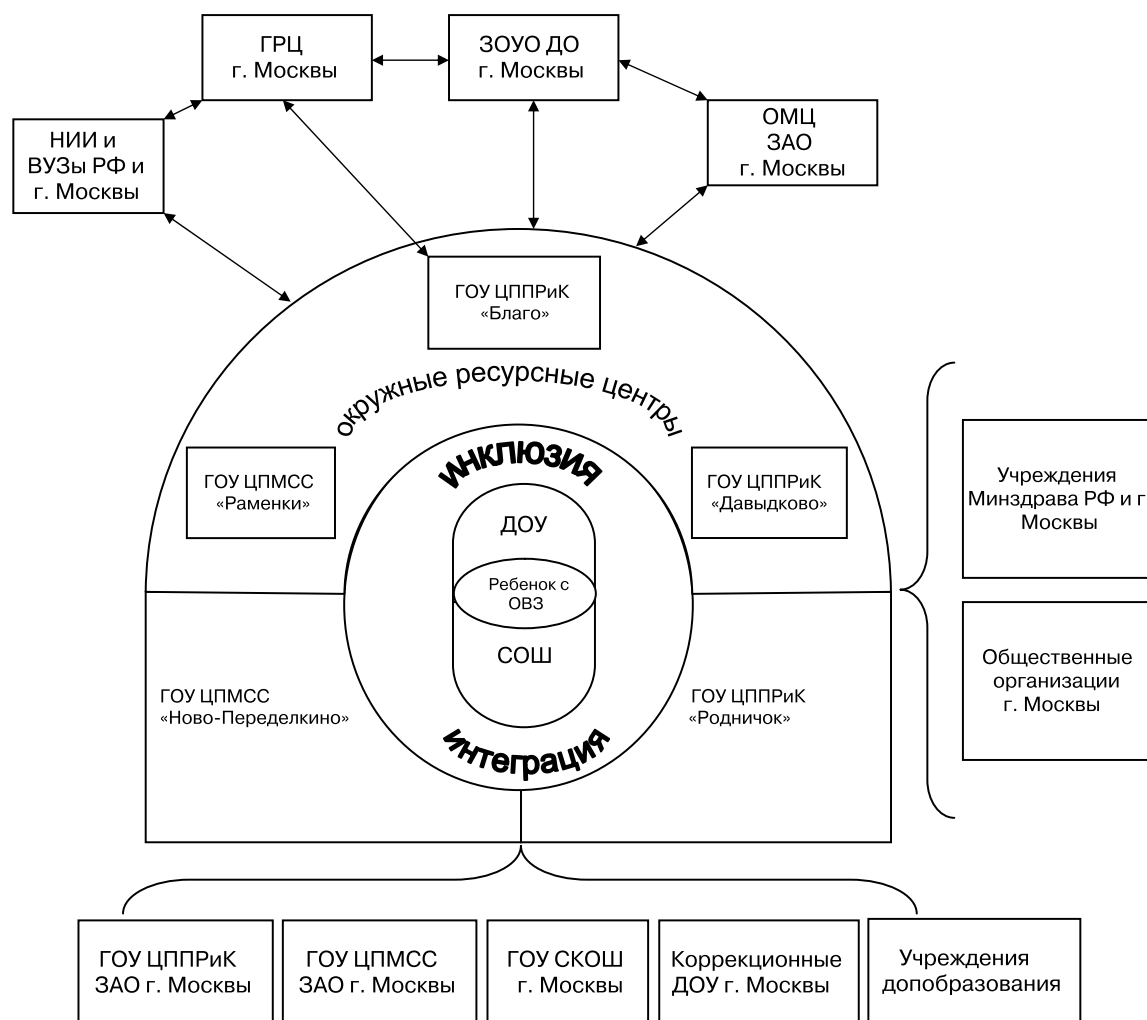 ГРЦ
г. Москвы
ЗОУО ДО
г. Москвы
НИИ и
ВУЗы РФ и
г. Москвы
ОМЦ
ЗАО
г. Москвы
ГОУ ЦППРиК
«Благо»
окружные ресурсные центры
ГОУ ЦПМСС
«Раменки»
ИНКЛЮЗИЯ
ГОУ ЦППРиК
«Давыдково»
ДОУ
Ребенок с
ОВЗ
СОШ
ГОУ ЦПМСС
«Ново-Переделкино»
ГОУ ЦППРиК
«Родничок»
интеграция
Учреждения
Минздрава РФ и г
Москвы
Общественные
организации
г. Москвы
ГОУ ЦППРиК
ЗАО г. Москвы
ГОУ ЦПМСС
ЗАО г. Москвы
ГОУ СКОШ
г. Москвы
Коррекционные
ДОУ г. Москвы
Учреждения
допобразования